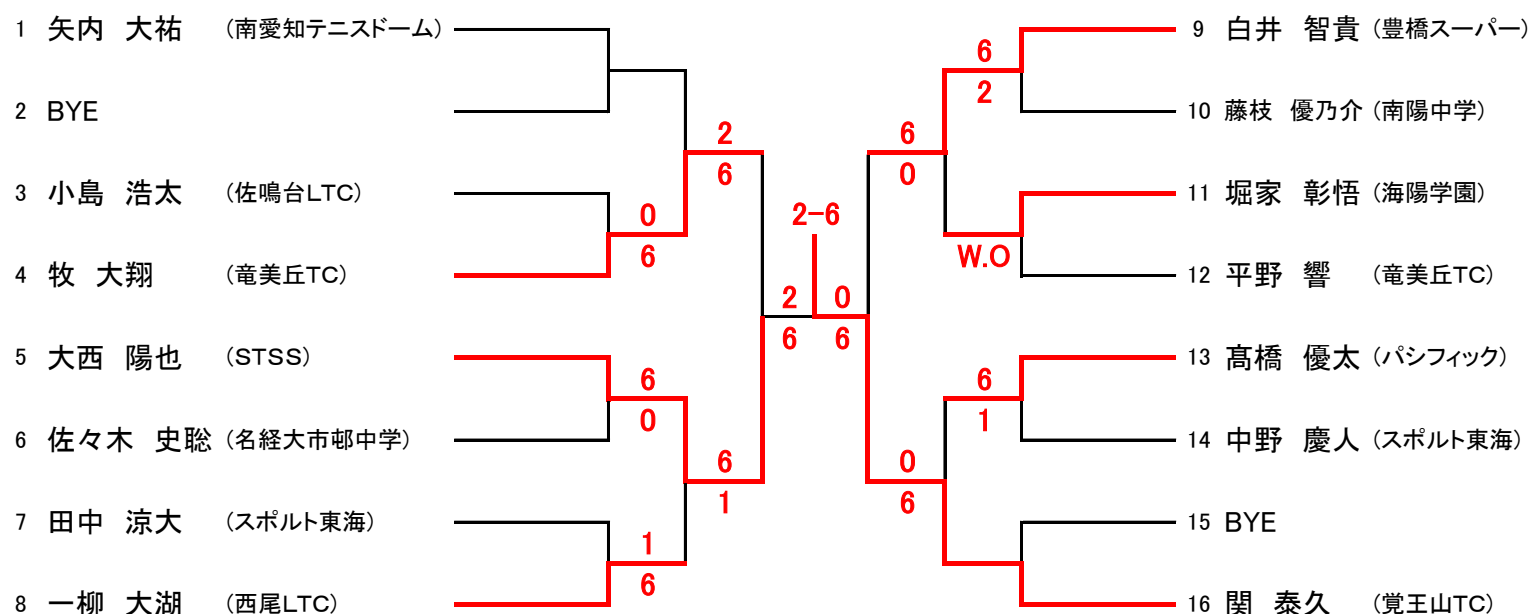 1 矢内 大祐 (南愛知テニスドーム)
2 BYE
3 小島 浩太 (佐鳴台LTC)
4 牧 大翔 (竜美丘TC)
5 大西 陽也 (STSS)
6 佐々木 史聡 (名経大市邨中学)
7 田中 涼大 (スポルト東海)
8 一柳 大湖 (西尾LTC)
0
6
6
0
1
6
2
6
6
1
2
6
2-6
0
6
6
0
0
6
6
2
W.O
6
1
9 白井 智貴 (豊橋スーパー)
10 藤枝 優乃介 (南陽中学)
11 堀家 彰悟 (海陽学園)
12 平野 響 (竜美丘TC)
13 髙橋 優太 (パシフィック)
14 中野 慶人 (スポルト東海)
15 BYE
16 関 泰久 (覚王山TC)